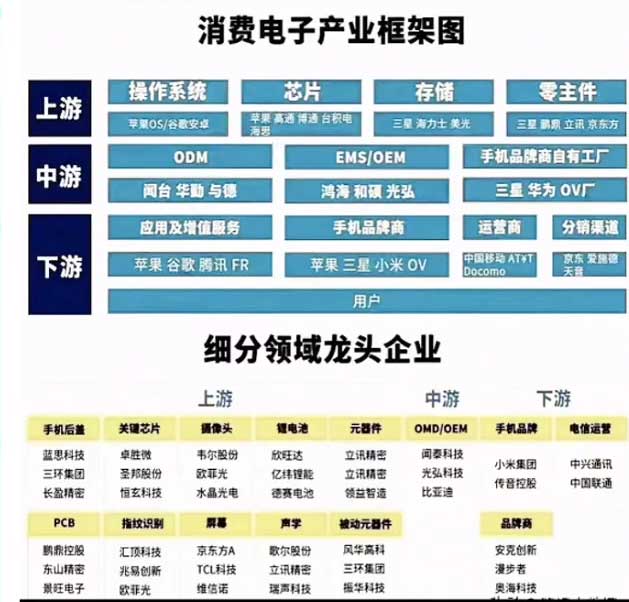 消费电子产业框架图
上游
操作系统
芯片
存储
零主件
苹果OS/谷歌安卓
苹果 高通 博通 台积电
海思
三星 海力士 美光
三星 鹏鼎 立讯 京东方
中游
ODM
EMS/OEM
手机品牌商自有工厂
闻台 华勤 与德
鸿海 和硕 光弘
三星 华为 OV厂
下游
应用及增值服务
手机品牌商
运营商
分销渠道
苹果 谷歌 腾讯 FR
苹果 三星 小米 OV
中国移动 AT¥T
Docomo
京东 爱施德
天音
用户
细分领域龙头企业
上游
中游
下游
手机后盖
关键芯片
摄像头
锂电池
元器件
OMD/OEM
手机品牌
电信运营
蓝思科技
三环集团
长盈精密
卓胜微
圣邦股份
恒玄科技
韦尔股份
欧菲光
水晶光电
欣旺达
亿纬锂能
德赛电池
立讯精密
立讯精密
领益智造
闻泰科技
光弘科技
比亚迪
小米集团
传音控股
中兴通讯
中国联通
PCB
指纹识别
屏幕
声学
被动元器件
品牌商
鹏鼎控股
东山精密
景旺电子
汇顶科技
兆易创新
欧菲光
京东方A
TCL科技
维信诺
歌尔股份
立讯精密
瑞声科技
风华高科
三环集团
振华科技
安克创新
漫步者
奥海科技